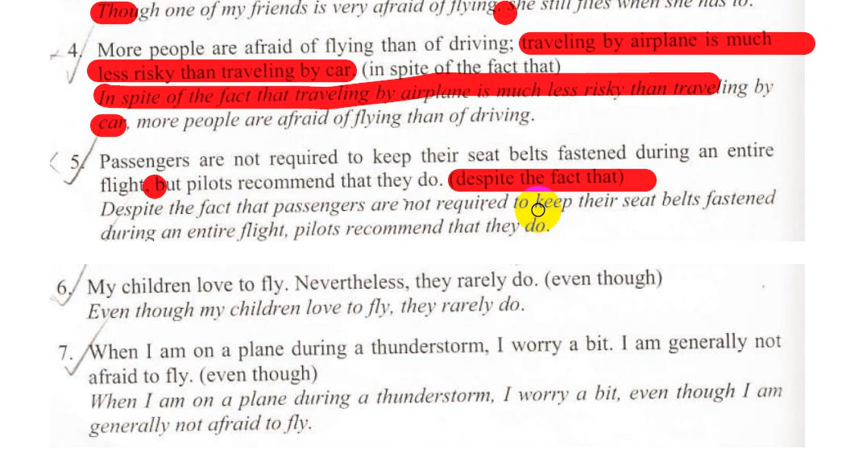 Though one of my friends is very afraid of flying, she still flies when she has to.
4. More people are afraid of flying than of driving; traveling by airplane is much
less risky than traveling by car. (in spite of the fact that)
In spite of the fact that traveling by airplane is much less risky than traveling by
car, more people are afraid of flying than of driving.
5. Passengers are not required to keep their seat belts fastened during an entire
flight, but pilots recommend that they do. (despite the fact that)
Despite the fact that passengers are not required to keep their seat belts fastened
during an entire flight, pilots recommend that they do.
6. My children love to fly. Nevertheless, they rarely do. (even though)
Even though my children love to fly, they rarely do.
7. When I am on a plane during a thunderstorm, I worry a bit. I am generally not
afraid to fly. (even though)
When I am on a plane during a thunderstorm, I worry a bit, even though I am
generally not afraid to fly.